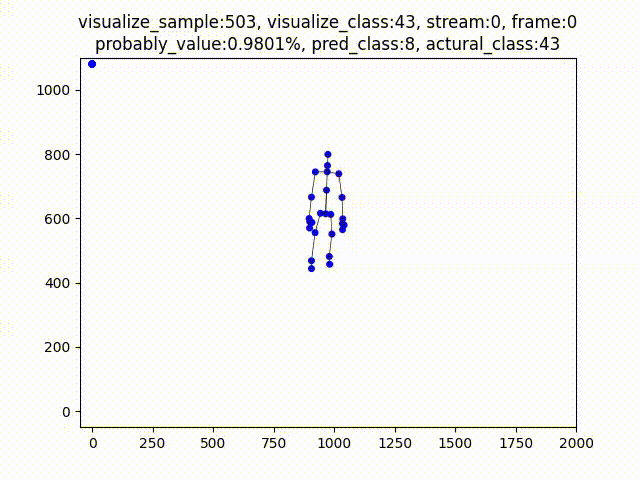 visualize_sample:503, visualize_class:43, stream:0, frame:0
probably_value:0.9801%, pred_class:8, actural_class:43
1000
800
600
400
200
0
0 250 500 750 1000 1250 1500 1750 2000